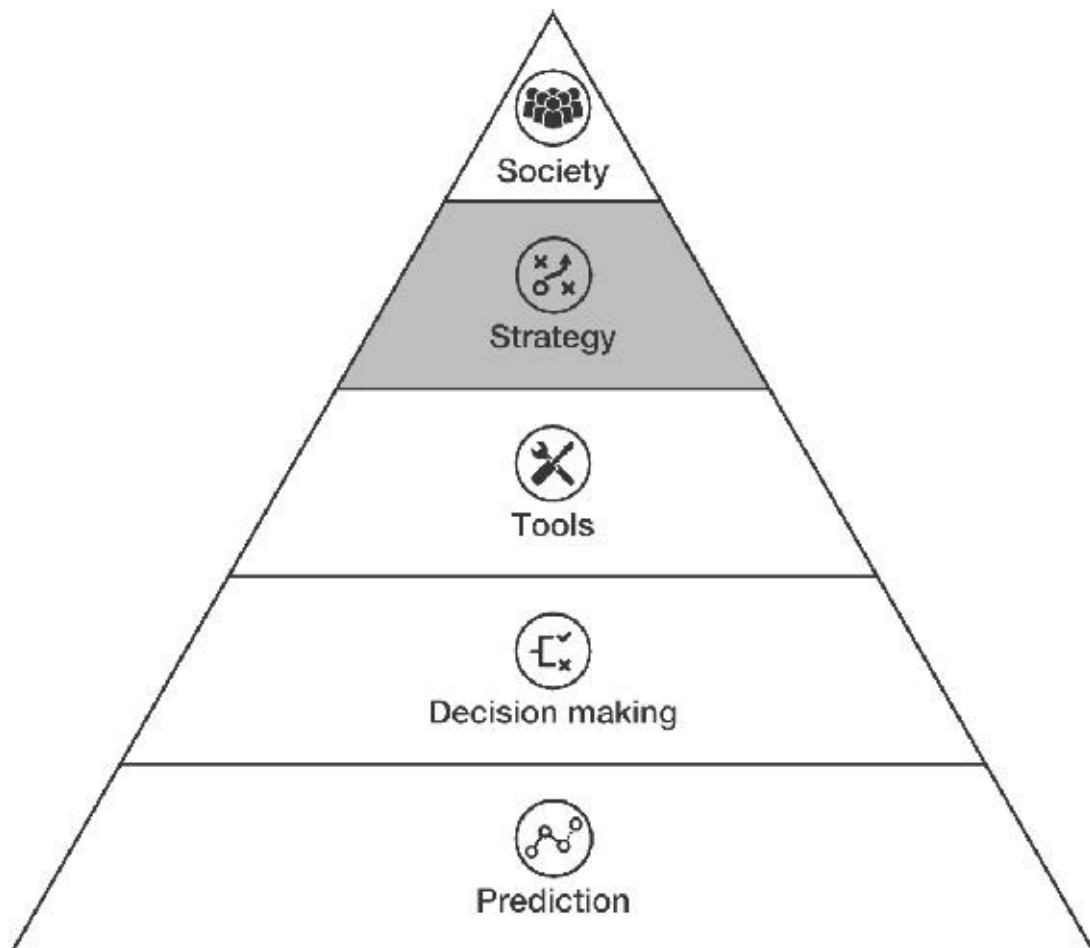 Society
Strategy
Tools
Decision making
Prediction